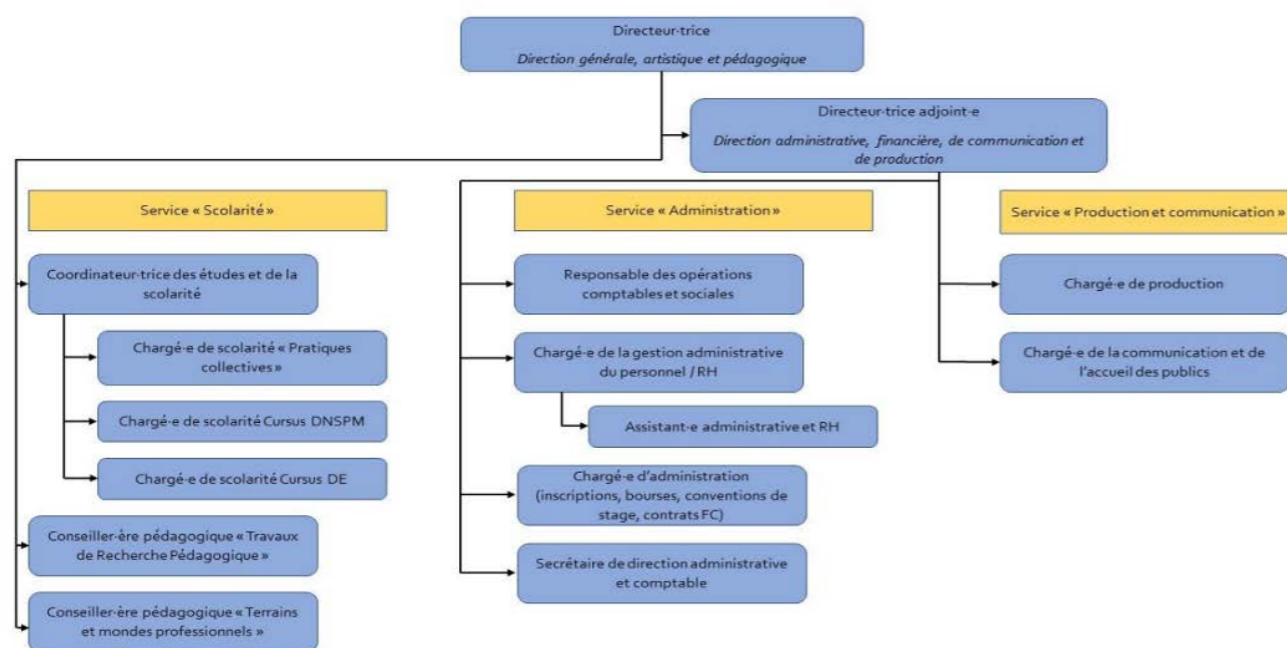 Directeur·trice
Direction générale, artistique et pédagogique
Directeur·trice adjoint·e
Direction administrative, financière, de communication et
de production
Service « Scolarité »
Coordinateur·trice des études et de la
scolarité
Chargé·e de scolarité « Pratiques
collectives »
Chargé·e de scolarité Cursus DNSPM
Chargé·e de scolarité Cursus DE
Conseiller·ère pédagogique « Travaux
de Recherche Pédagogique »
Conseiller·ère pédagogique « Terrains
et mondes professionnels »
Service « Administration »
Responsable des opérations
comptables et sociales
Chargé·e de la gestion administrative
du personnel / RH
Assistant·e administrative et RH
Chargé·e d'administration
(inscriptions, bourses, conventions de
stage, contrats FC)
Secrétaire de direction administrative
et comptable
Service « Production et communication »
Chargé·e de production
Chargé·e de la communication et de
l'accueil des publics